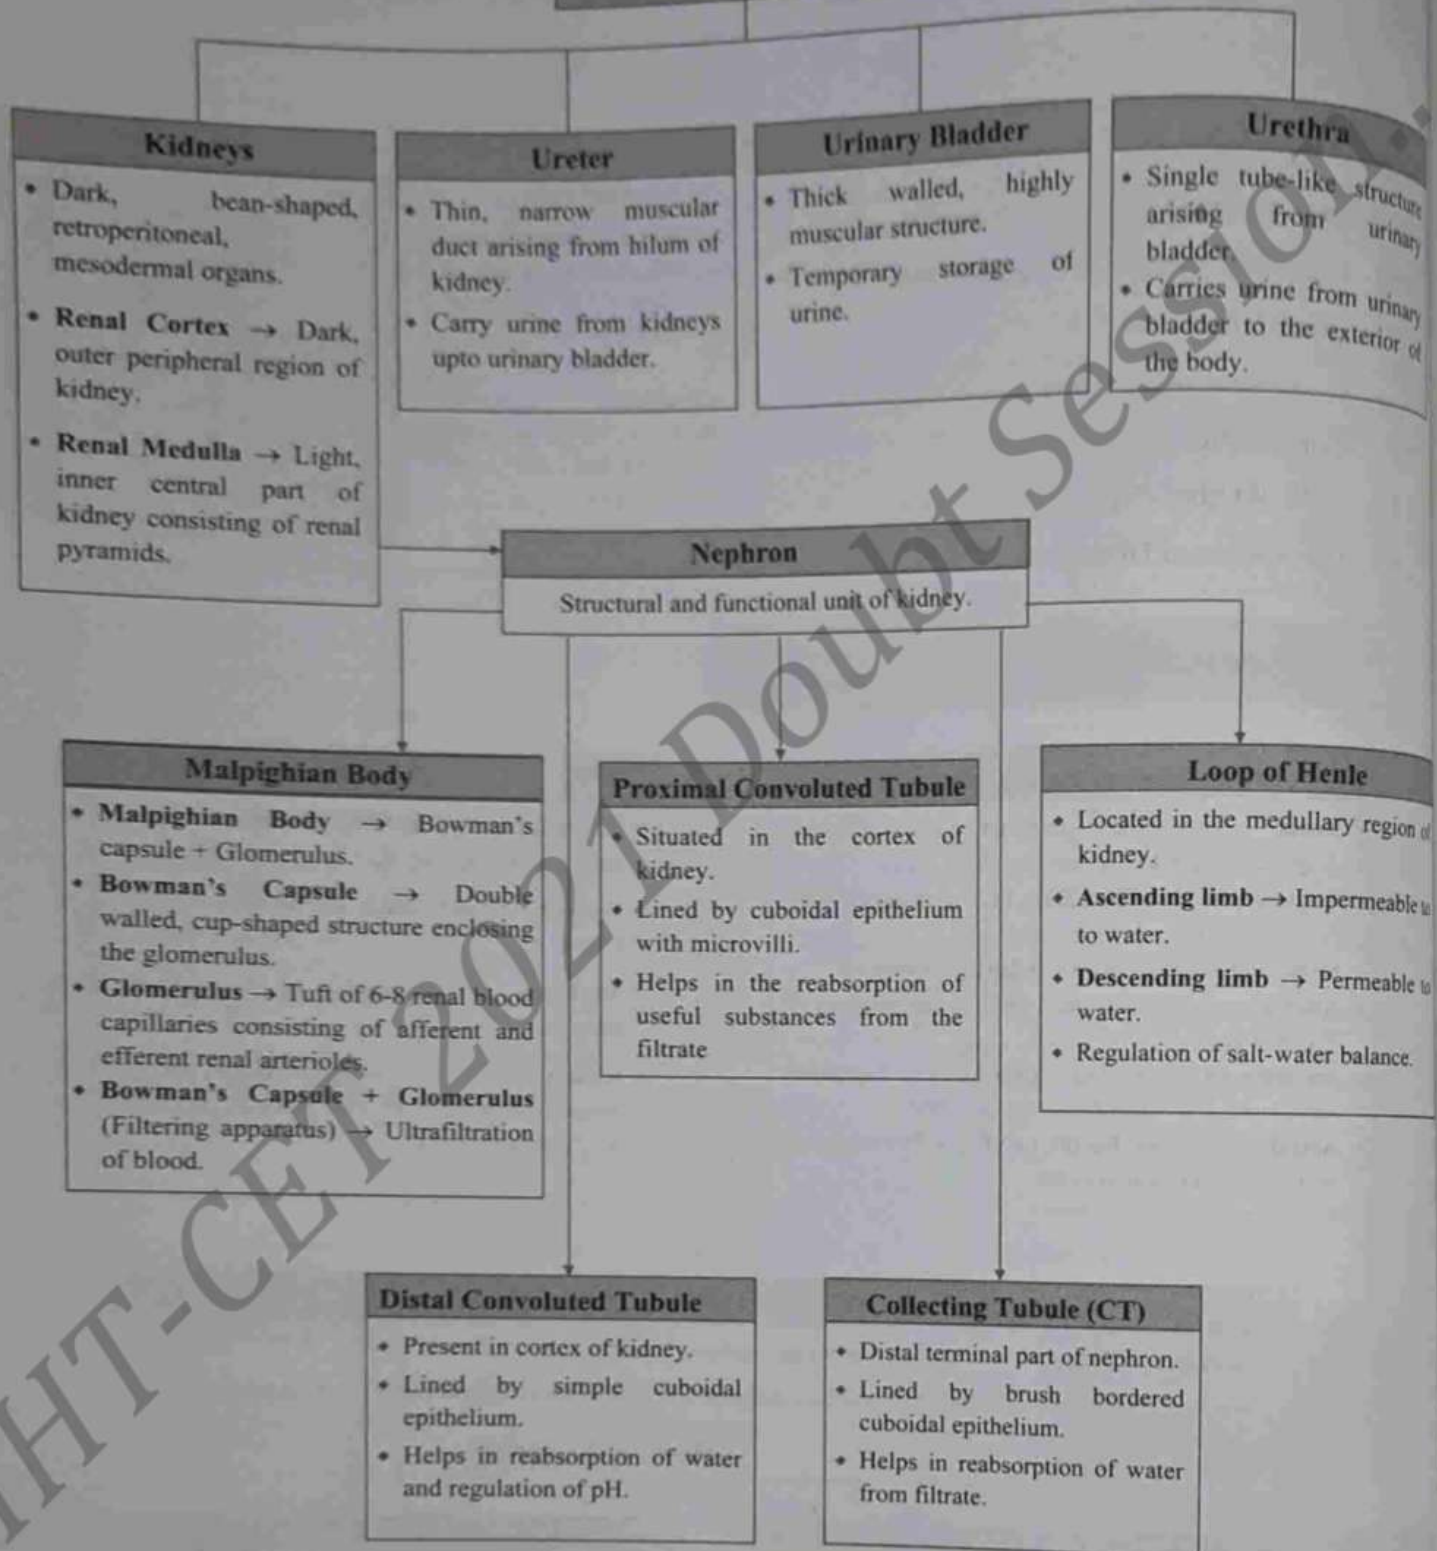 Kidneys
• Dark, bean-shaped,
retroperitoneal,
mesodermal organs.
• Renal Cortex → Dark,
outer peripheral region of
kidney.
• Renal Medulla → Light,
inner central part of
kidney consisting of renal
pyramids.
Ureter
• Thin, narrow muscular
duct arising from hilum of
kidney.
• Carry urine from kidneys
upto urinary bladder.
Urinary Bladder
• Thick walled, highly
muscular structure.
• Temporary storage of
urine.
Urethra
• Single tube-like structure
arising from urinary
bladder.
• Carries urine from urinary
bladder to the exterior of
the body.
Nephron
Structural and functional unit of kidney.
Malpighian Body
• Malpighian Body → Bowman's
capsule + Glomerulus.
• Bowman's Capsule → Double
walled, cup-shaped structure enclosing
the glomerulus.
• Glomerulus → Tuft of 6-8 renal blood
capillaries consisting of afferent and
efferent renal arterioles.
• Bowman's Capsule + Glomerulus
(Filtering apparatus) → Ultrafiltration
of blood.
Proximal Convoluted Tubule
• Situated in the cortex of
kidney.
• Lined by cuboidal epithelium
with microvilli.
• Helps in the reabsorption of
useful substances from the
filtrate
Loop of Henle
• Located in the medullary region of
kidney.
• Ascending limb → Impermeable to
to water.
• Descending limb → Permeable to
water.
• Regulation of salt-water balance.
Distal Convoluted Tubule
• Present in cortex of kidney.
• Lined by simple cuboidal
epithelium.
• Helps in reabsorption of water
and regulation of pH.
Collecting Tubule (CT)
• Distal terminal part of nephron.
• Lined by brush bordered
cuboidal epithelium.
• Helps in reabsorption of water
from filtrate.
HT-CET 2021 Doubt Session..